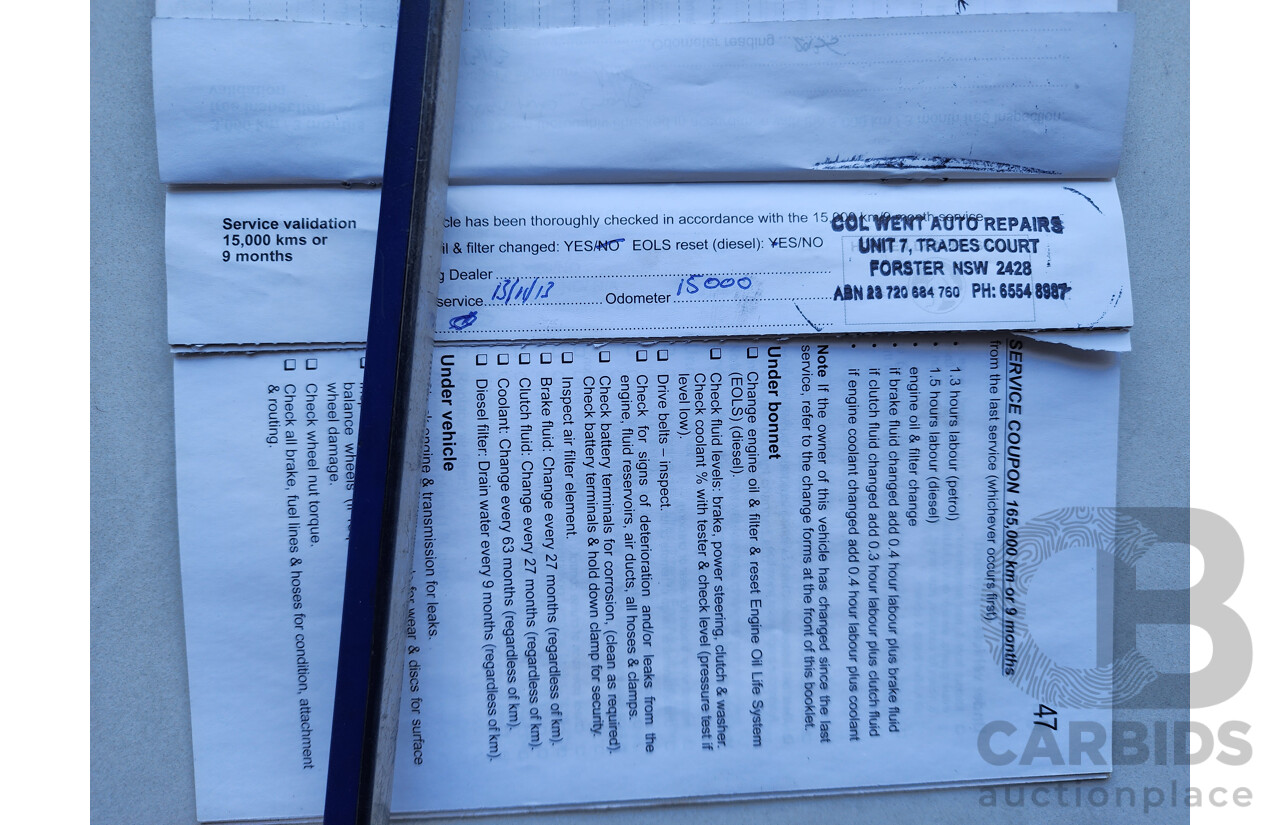 Service validation
15,000 kms or
9 months
cle has been thoroughly checked in accordance with the 15,000 km/9 month service
il & filter changed: YES/NO EOLS reset (diesel): YES/NO
g Dealer
service 13/11/13 Odometer 15000
COL WENT AUTO REPAIRS
UNIT 7, TRADES COURT
FORSTER NSW 2428
ABN 23 720 684 760 PH: 6554 8987
47
SERVICE COUPON 165,000 km or 9 months
from the last service (whichever occurs first)
• 1.3 hours labour (petrol)
• 1.5 hours labour (diesel)
engine oil & filter change
• if brake fluid changed add 0.4 hour labour plus brake fluid
• if clutch fluid changed add 0.3 hour labour plus clutch fluid
• if engine coolant changed add 0.4 hour labour plus coolant
Note If the owner of this vehicle has changed since the last
service, refer to the change forms at the front of this booklet.
Under bonnet
❑ Change engine oil & filter & reset Engine Oil Life System
(EOLS) (diesel).
❑ Check fluid levels: brake, power steering, clutch & washer.
Check coolant % with tester & check level (pressure test if
level low).
❑ Drive belts – inspect.
❑ Check for signs of deterioration and/or leaks from the
engine, fluid reservoirs, air ducts, all hoses & clamps.
❑ Check battery terminals for corrosion, (clean as required).
Check battery terminals & hold down clamp for security.
❑ Inspect air filter element.
❑ Brake fluid: Change every 27 months (regardless of km).
❑ Clutch fluid: Change every 27 months (regardless of km).
❑ Coolant: Change every 63 months (regardless of km).
❑ Diesel filter: Drain water every 9 months (regardless of km).
Under vehicle
engine & transmission for leaks.
for wear & discs for surface
balance wheels
wheel damage.
❑ Check wheel nut torque.
❑ Check all brake, fuel lines & hoses for condition, attachment
& routing.
CARBIDS
auctionplace